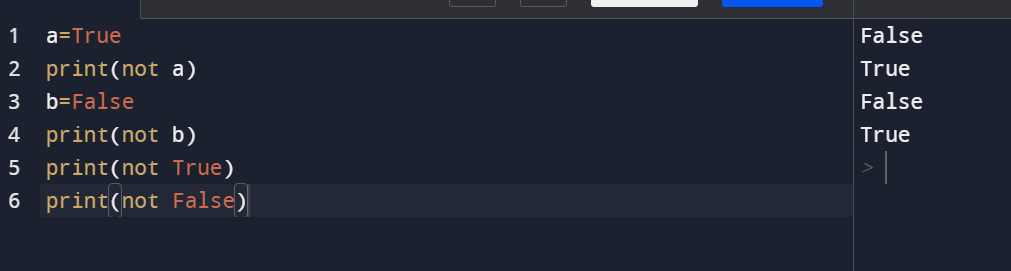 1 a=True
2 print(not a)
3 b=False
4 print(not b)
5 print(not True)
6 print(not False)
False
True
False
True
>